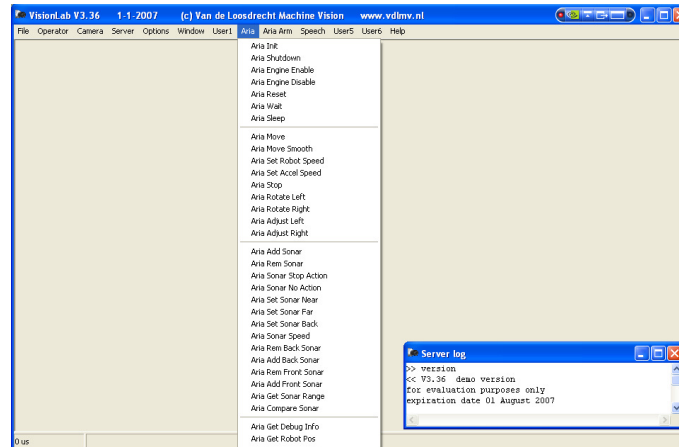 VisionLab V3.36 1-1-2007 (c) Van de Loosdrecht Machine Vision www.vdlmv.nl
File Operator Camera Server Options Window User1 Aria Aria Arm Speech User5 User6 Help
Aria Init
Aria Shutdown
Aria Engine Enable
Aria Engine Disable
Aria Reset
Aria Wait
Aria Sleep
Aria Move
Aria Move Smooth
Aria Set Robot Speed
Aria Set Accel Speed
Aria Stop
Aria Rotate Left
Aria Rotate Right
Aria Adjust Left
Aria Adjust Right
Aria Add Sonar
Aria Rem Sonar
Aria Sonar Stop Action
Aria Sonar No Action
Aria Set Sonar Near
Aria Set Sonar Far
Aria Set Sonar Back
Aria Sonar Speed
Aria Rem Back Sonar
Aria Add Back Sonar
Aria Rem Front Sonar
Aria Add Front Sonar
Aria Get Sonar Range
Aria Compare Sonar
Aria Get Debug Info
Aria Get Robot Pos
Server log
>> version
<< V3.36 demo version
for evaluation purposes only
expiration date 01 August 2007
0 us